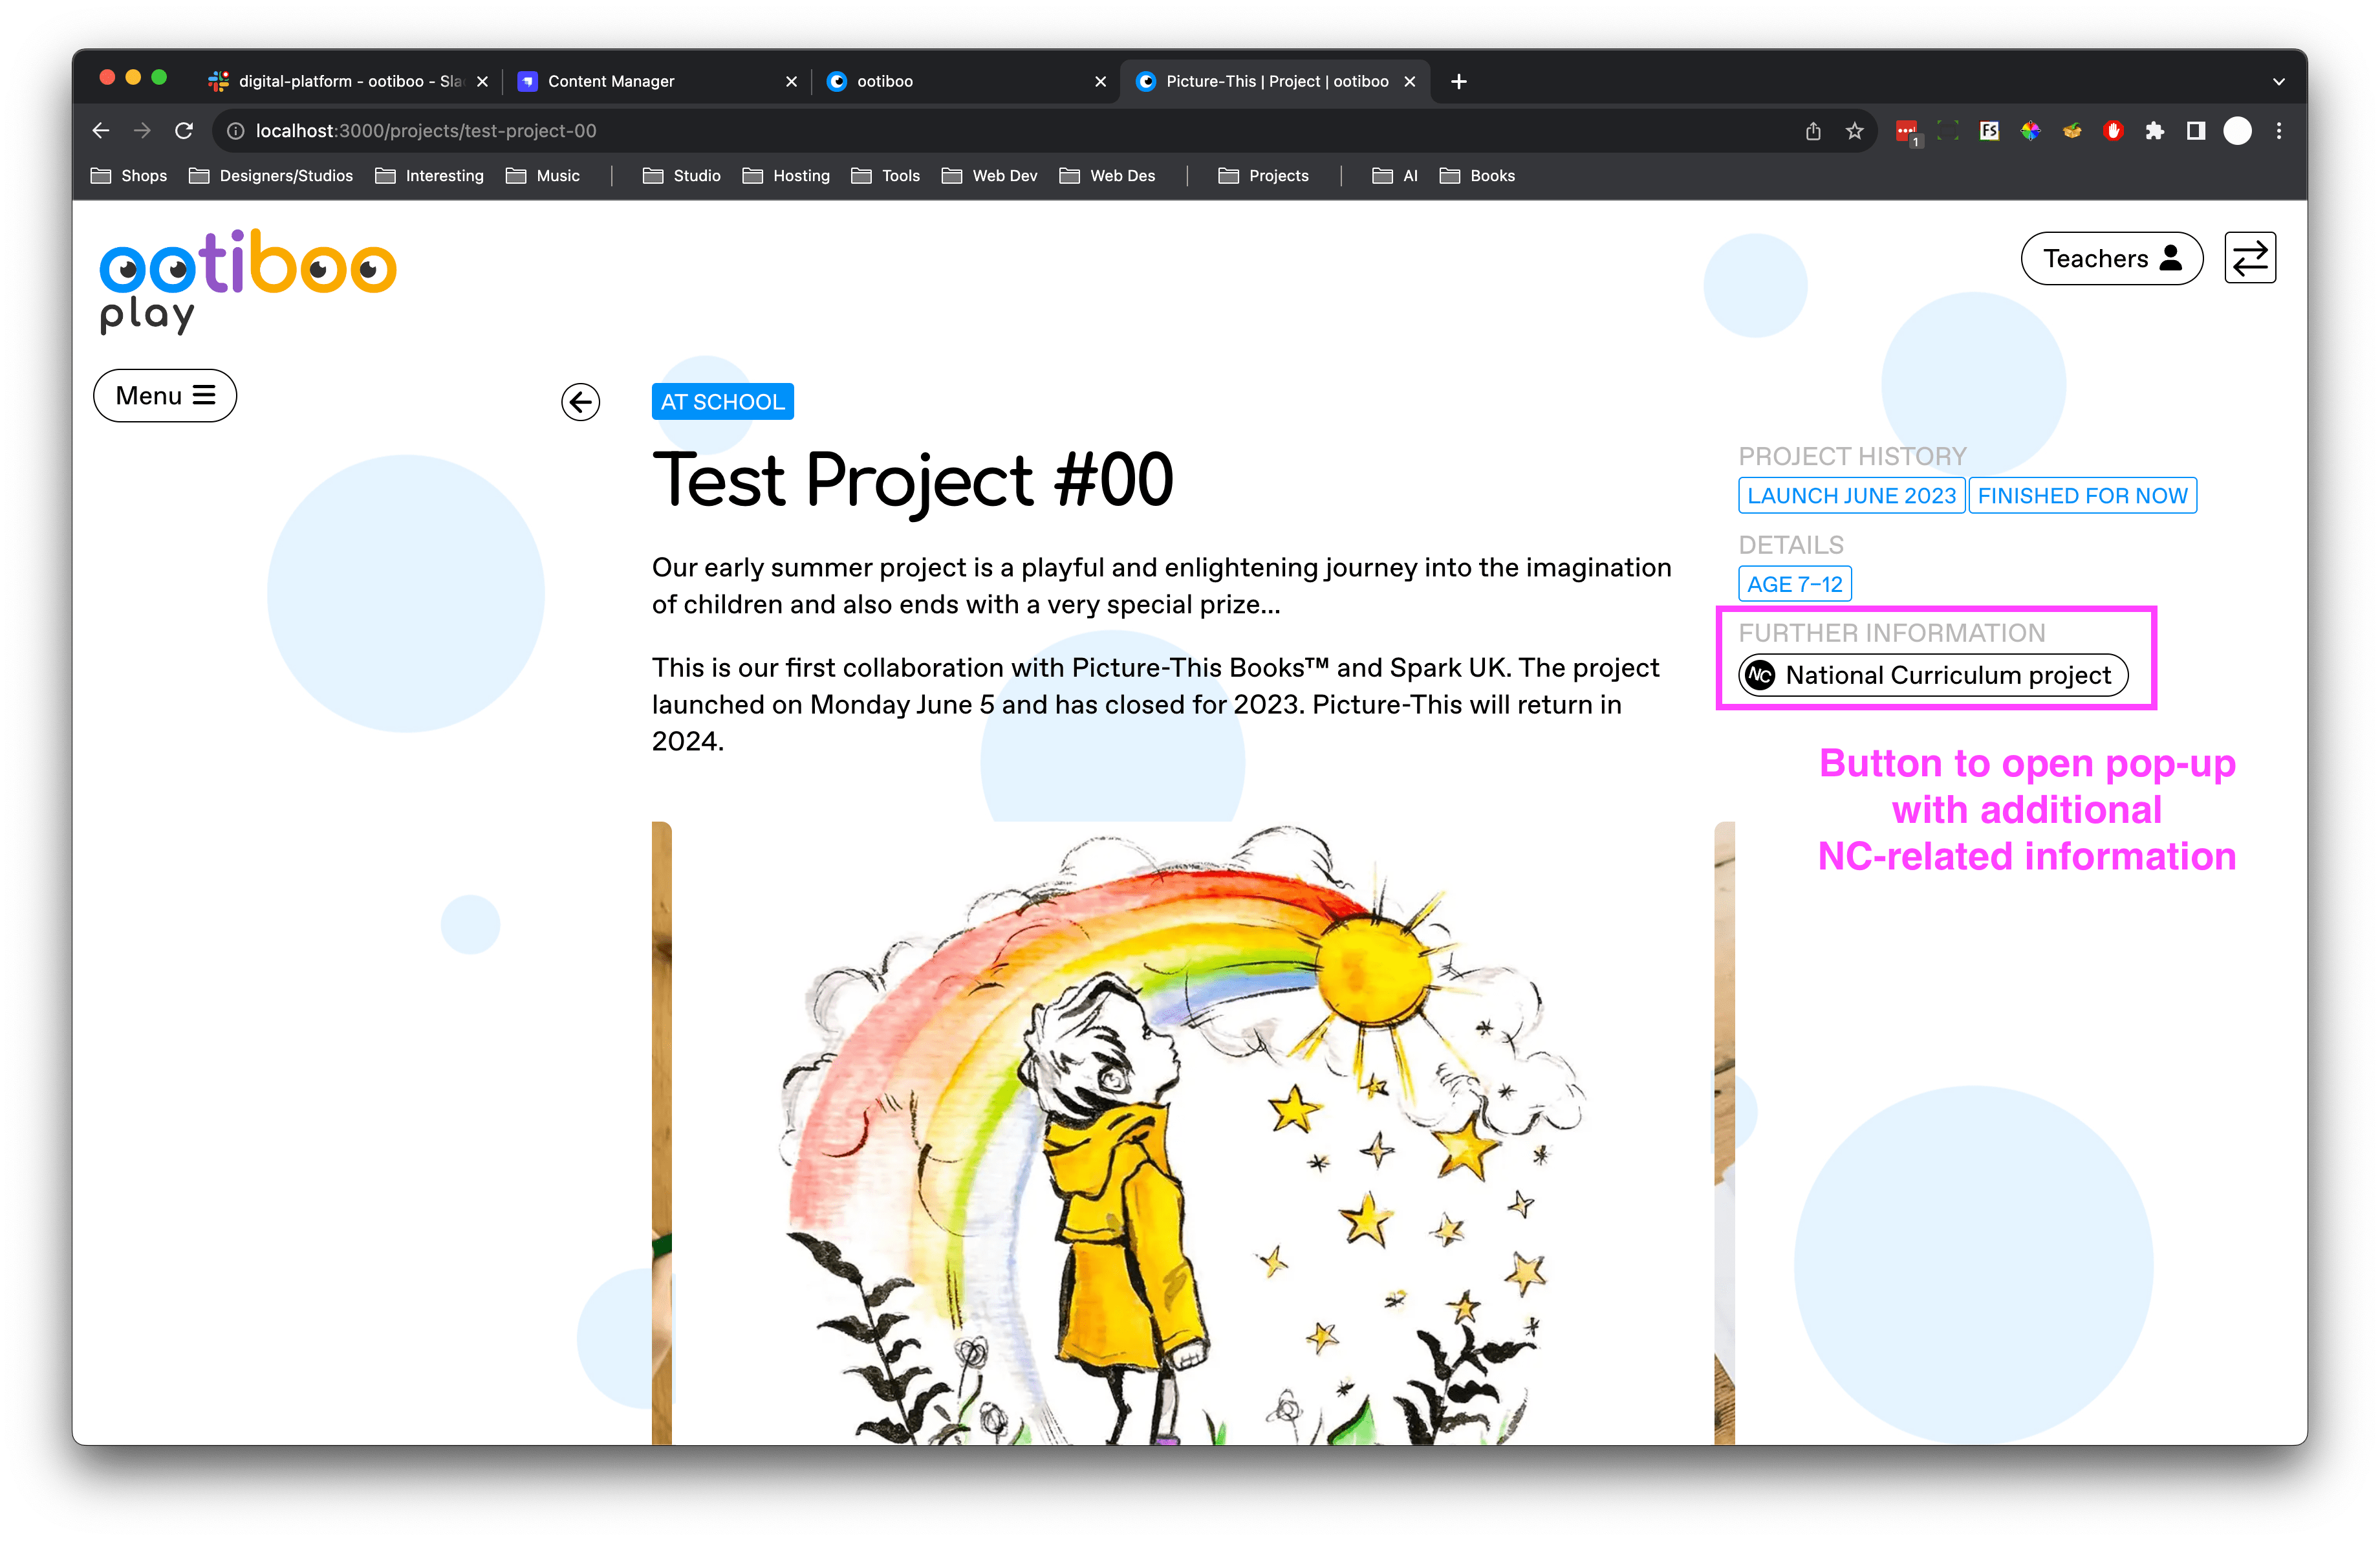 digital-platform - ootiboo - Sla
Content Manager
ootiboo
Picture-This | Project | ootiboo
localhost:3000/projects/test-project-00
FS
1
Shops
Designers/Studios
Interesting
Music
Studio
Hosting
Tools
Web Dev
Web Des
Projects
AI
Books
ootiboo
play
Teachers
Menu
AT SCHOOL
Test Project #00
Our early summer project is a playful and enlightening journey into the imagination
of children and also ends with a very special prize...
This is our first collaboration with Picture-This Books™ and Spark UK. The project
launched on Monday June 5 and has closed for 2023. Picture-This will return in
2024.
PROJECT HISTORY
LAUNCH JUNE 2023 FINISHED FOR NOW
DETAILS
AGE 7–12
FURTHER INFORMATION
NC National Curriculum project
Button to open pop-up
with additional
NC-related information